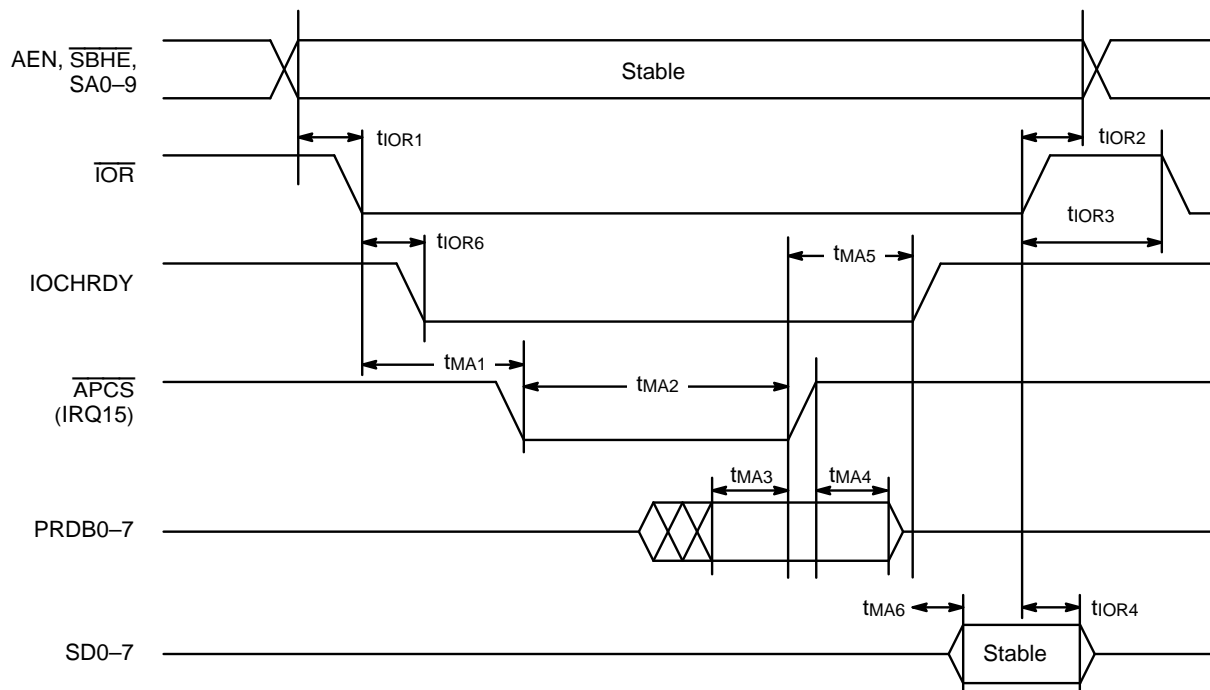 AEN, SBHE,
SA0–9
Stable
tIOR1
tIOR2
IOR
tIOR3
tIOR6
tMA5
IOCHRDY
tMA1
tMA2
APCS
(IRQ15)
tMA3
tMA4
PRDB0–7
tMA6
tIOR4
SD0–7
Stable